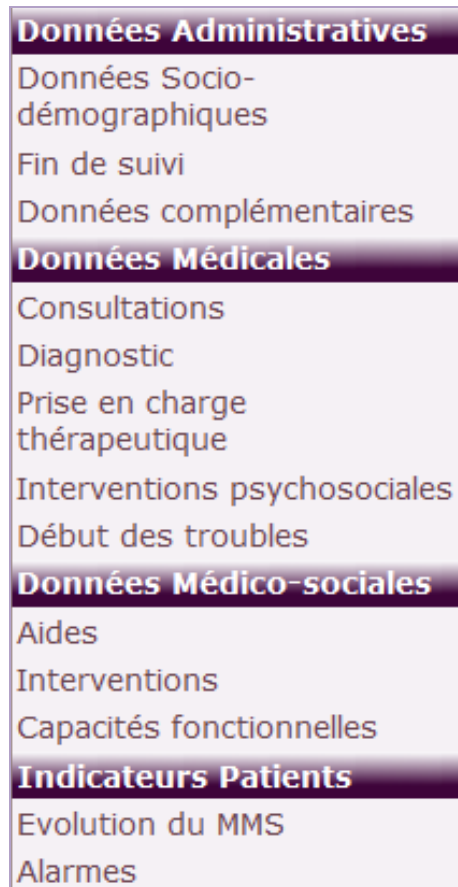 Données Administratives
Données Socio-
démographiques
Fin de suivi
Données complémentaires
Données Médicales
Consultations
Diagnostic
Prise en charge
thérapeutique
Interventions psychosociales
Début des troubles
Données Médico-sociales
Aides
Interventions
Capacités fonctionnelles
Indicateurs Patients
Evolution du MMS
Alarmes